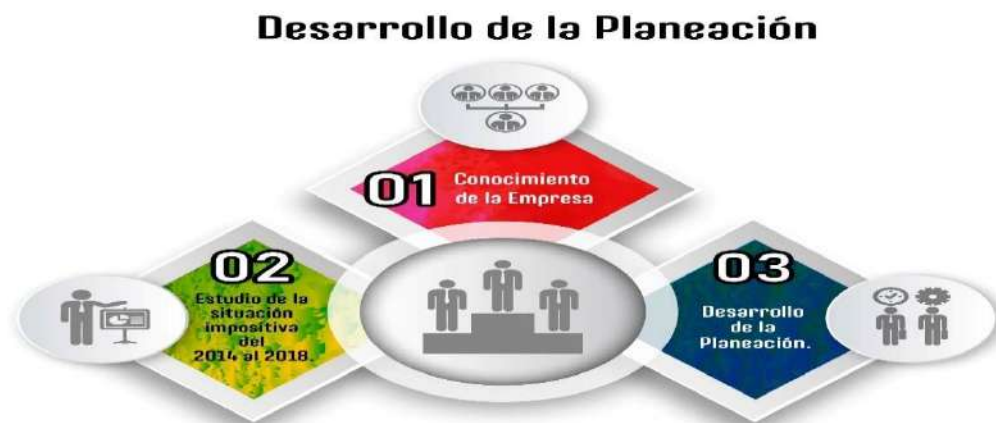 Desarrollo de la Planeación
01
Conocimiento
de la Empresa
02
Estudio de la
situación
impositiva
del
2014 al 2018.
03
Desarrollo
de la
Planeación.